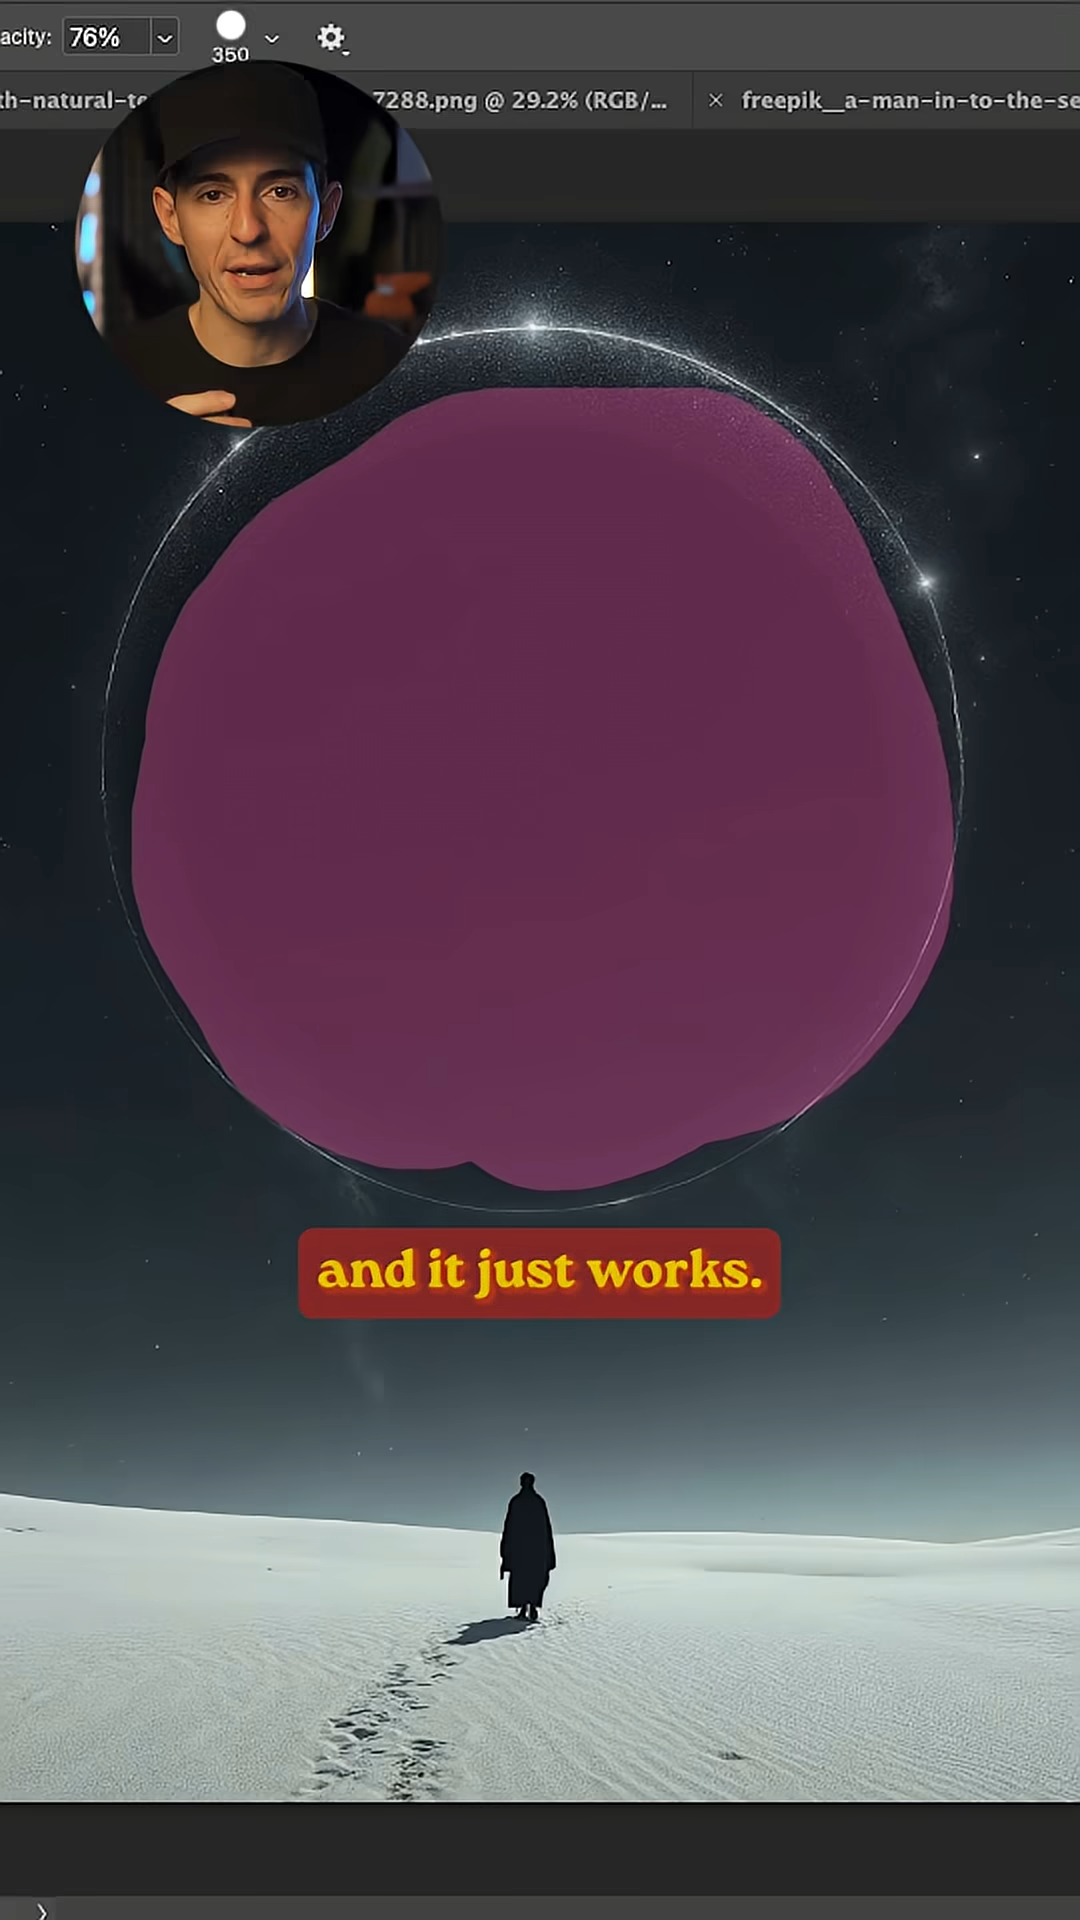 acity: 76%
350
th-natural-te
7288.png @ 29.2% (RGB/...
× freepik__a-man-in-to-the-se
and it just works.